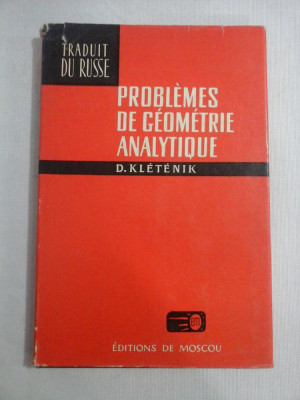 TRADUIT
DU RUSSE
PROBLÈMES
DE GÉOMÉTRIE
ANALYTIQUE
D. KLÉTÉNIK
ÉDITIONS DE MOSCOU